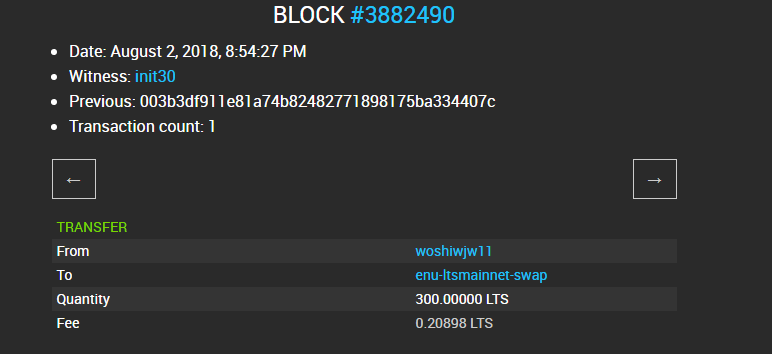 BLOCK #3882490
Date: August 2, 2018, 8:54:27 PM
Witness: init30
Previous: 003b3df911e81a74b82482771898175ba334407c
Transaction count: 1
← →
TRANSFER
From woshiwjw11
To enu-ltsmainnet-swap
Quantity 300.00000 LTS
Fee 0.20898 LTS